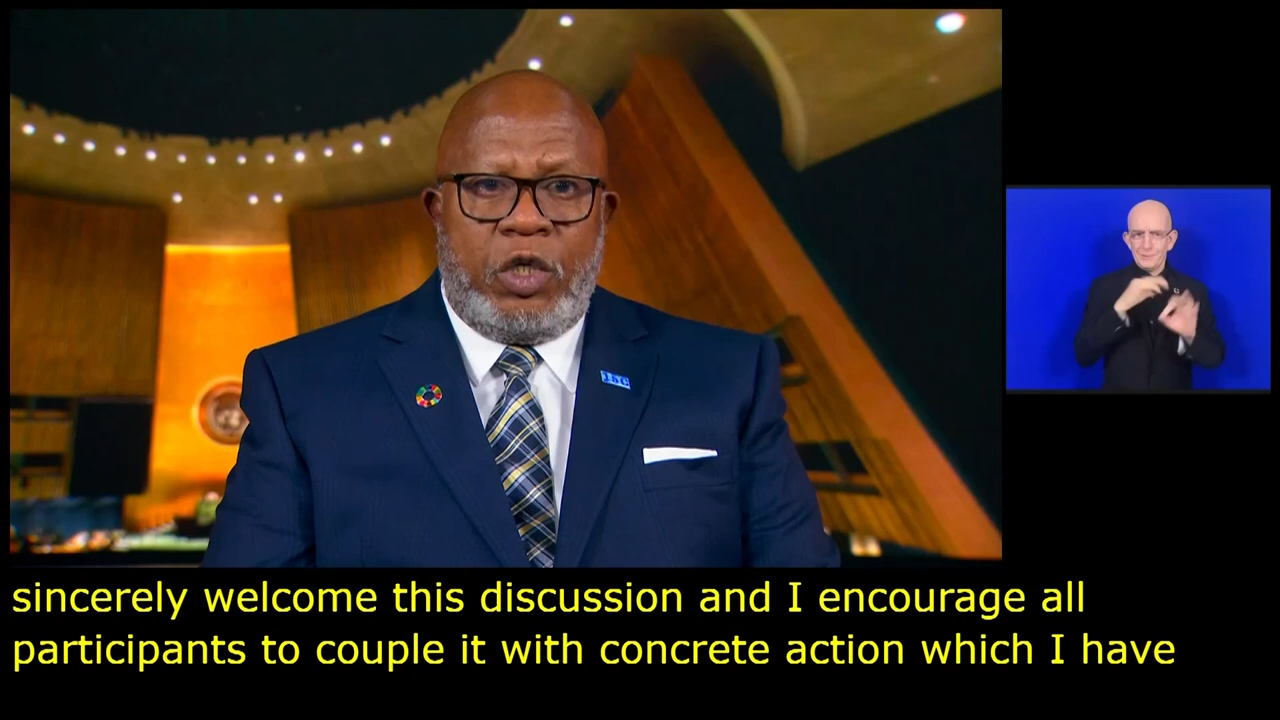 sincerely welcome this discussion and I encourage all
participants to couple it with concrete action which I have